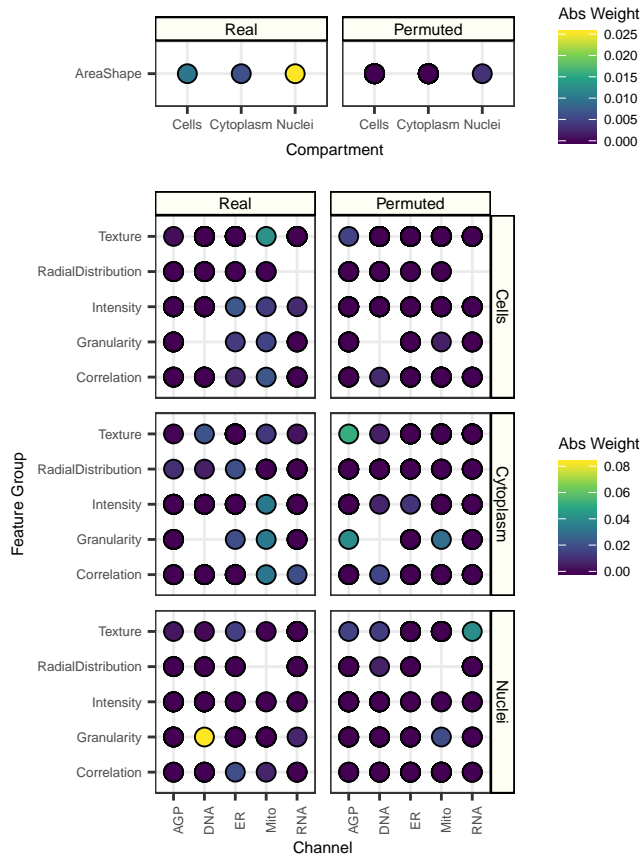 Real Permuted
AreaShape
Cells Cytoplasm Nuclei Cells Cytoplasm Nuclei
Compartment
Abs Weight
0.025
0.020
0.015
0.010
0.005
0.000
Real Permuted
Feature Group
Texture
RadialDistribution
Intensity
Granularity
Correlation
Cells
Texture
RadialDistribution
Intensity
Granularity
Correlation
Cytoplasm
Texture
RadialDistribution
Intensity
Granularity
Correlation
Nuclei
AGP DNA ER Mito RNA AGP DNA ER Mito RNA
Channel
Abs Weight
0.08
0.06
0.04
0.02
0.00